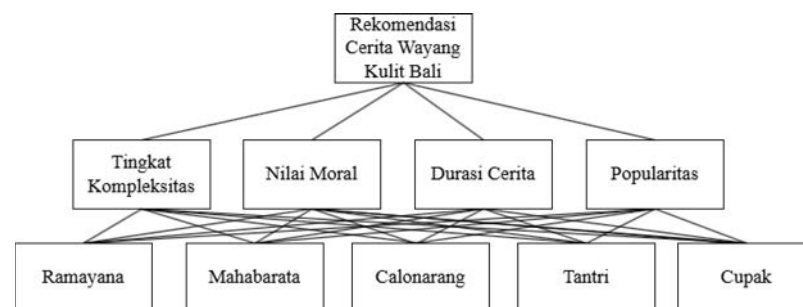 Rekomendasi
Cerita Wayang
Kulit Bali
Tingkat
Kompleksitas
Nilai Moral
Durasi Cerita
Popularitas
Ramayana
Mahabarata
Calonarang
Tantri
Cupak